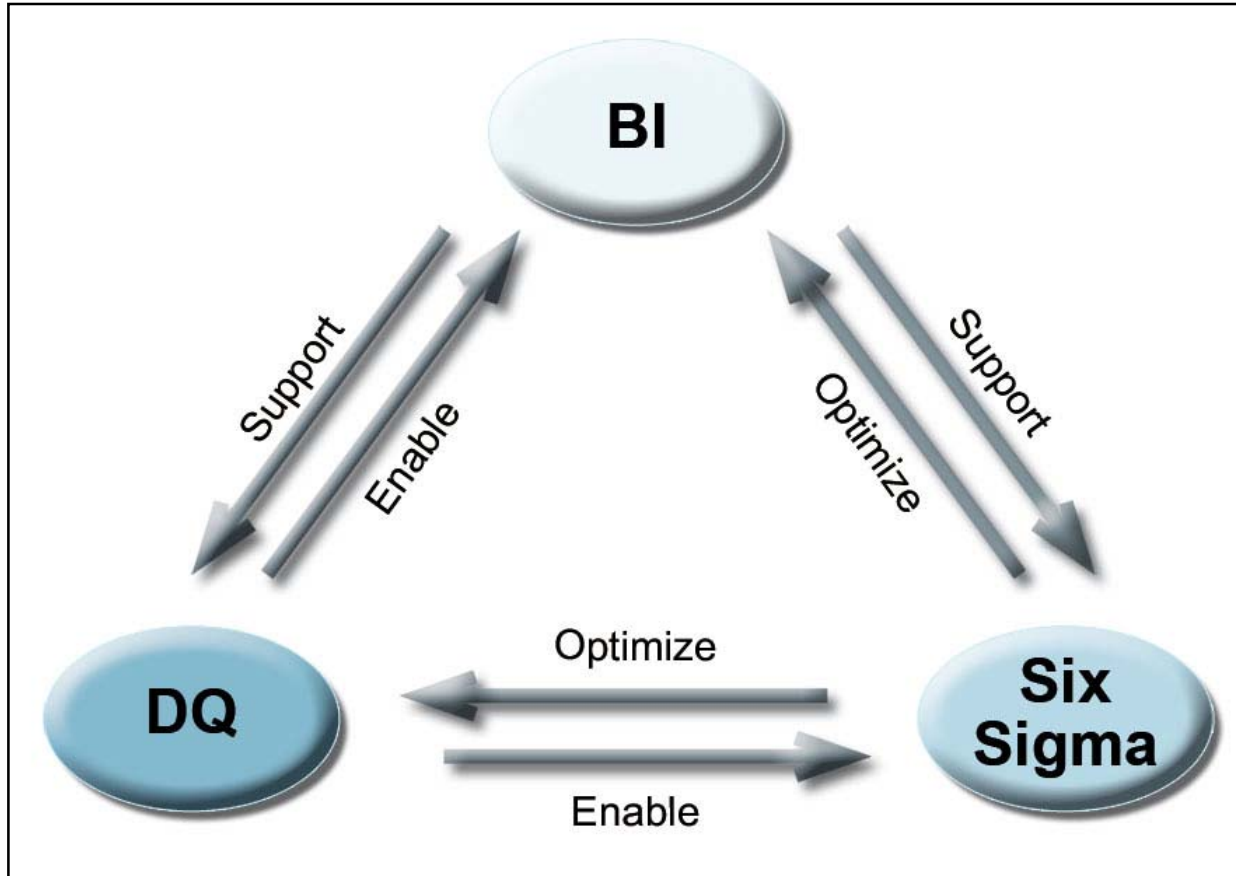 BI
Support
Enable
Optimize
Support
DQ
Optimize
Enable
Six
Sigma